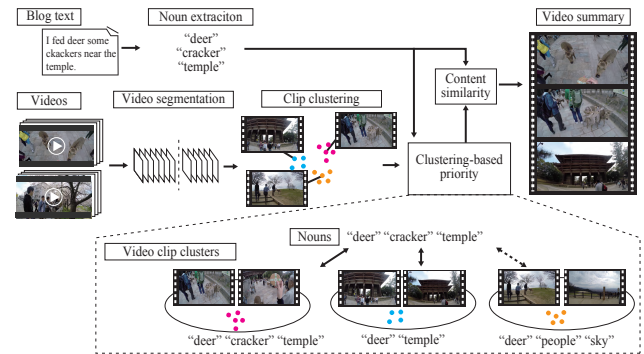 Blog text
Noun extraciton
Video summary
I fed deer some
ckackers near the
temple.
“deer”
“cracker”
“temple”
Content
similarity
Videos
Video segmentation
Clip clustering
Clustering-based
priority
Nouns
“deer” “cracker” “temple”
Video clip clusters
“deer” “cracker” “temple”
“deer” “temple”
“deer” “people” “sky”